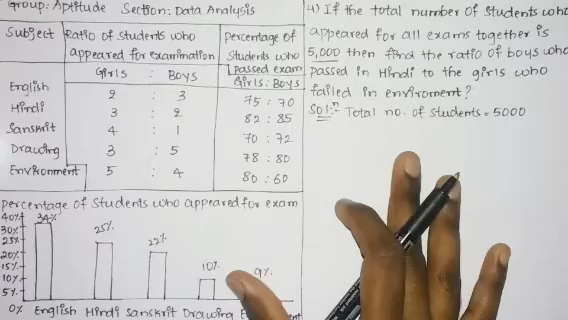 Group: Aptitude Section: Data Analysis
Subject
Ratio of students who appeared for examination
percentage of students who passed exam
Girls : Boys
Girls : Boys
English 2 : 3 75 : 70
Hindi 3 : 2 82 : 85
Sanskrit 4 : 1 70 : 72
Drawing 3 : 5 78 : 80
Environment 5 : 4 80 : 60
percentage of students who appeared for exam
40%
30%
25%
20%
15%
10%
5%
0%
34%
25%
22%
10%
9%
English Hindi Sanskrit Drawing
4) If the total number of students who
appeared for all exams together is
5,000 then find the ratio of boys who
passed in Hindi to the girls who
failed in enviroment?
Sol:-n Total no. of students = 5000